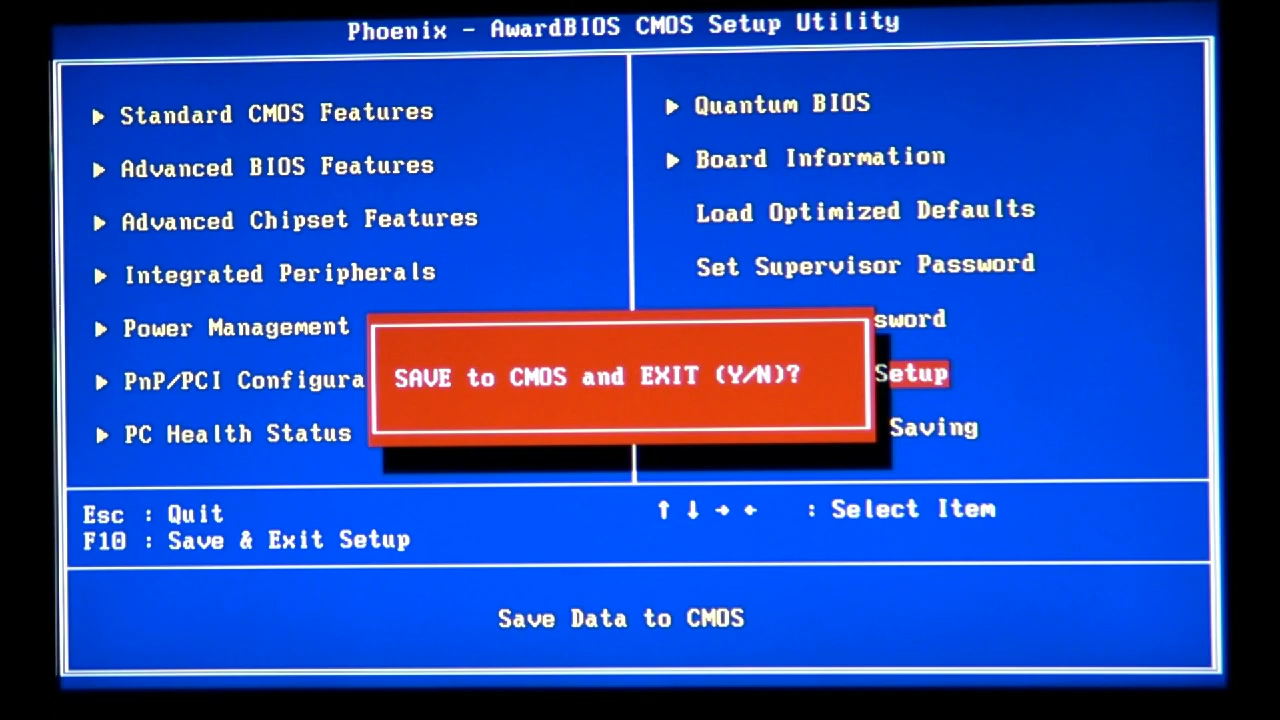 Phoenix - AwardBIOS CMOS Setup Utility
Standard CMOS Features
Advanced BIOS Features
Advanced Chipset Features
Integrated Peripherals
Power Management
PnP/PCI Configura
PC Health Status
Quantum BIOS
Board Information
Load Optimized Defaults
Set Supervisor Password
sword
Setup
Saving
SAVE to CMOS and EXIT (Y/N)?
Esc : Quit
F10 : Save & Exit Setup
↑ ↓ → ← : Select Item
Save Data to CMOS